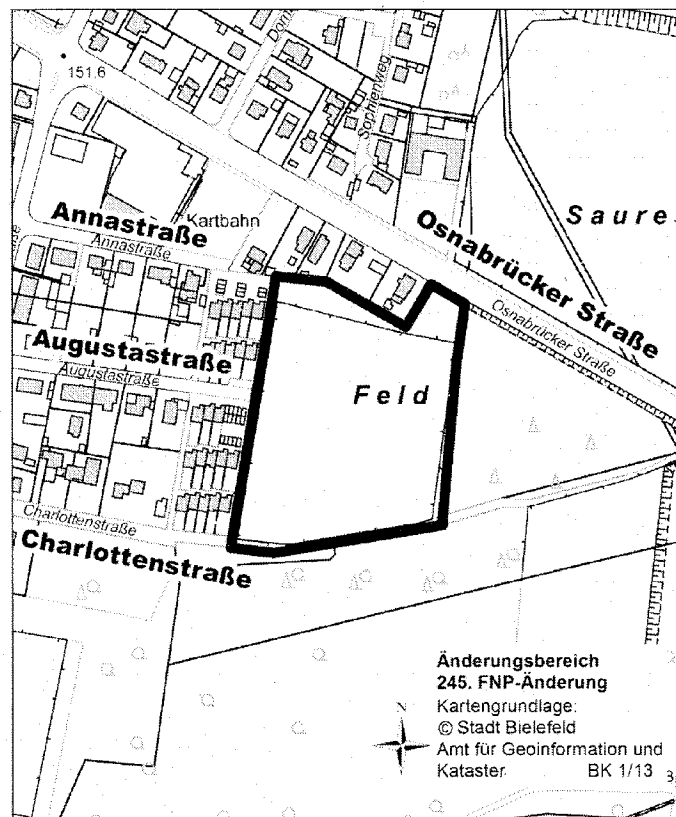 151.6
Sophienweg
Kartbahn
Annastraße
Annastraße
Osnabrücker Straße
Osnabrücker Straße
Saure
Augustastraße
Augustastraße
Feld
Charlottenstraße
Charlottenstraße
Änderungsbereich
245. FNP-Änderung
N
Kartengrundlage:
© Stadt Bielefeld
Amt für Geoinformation und
Kataster BK 1/13